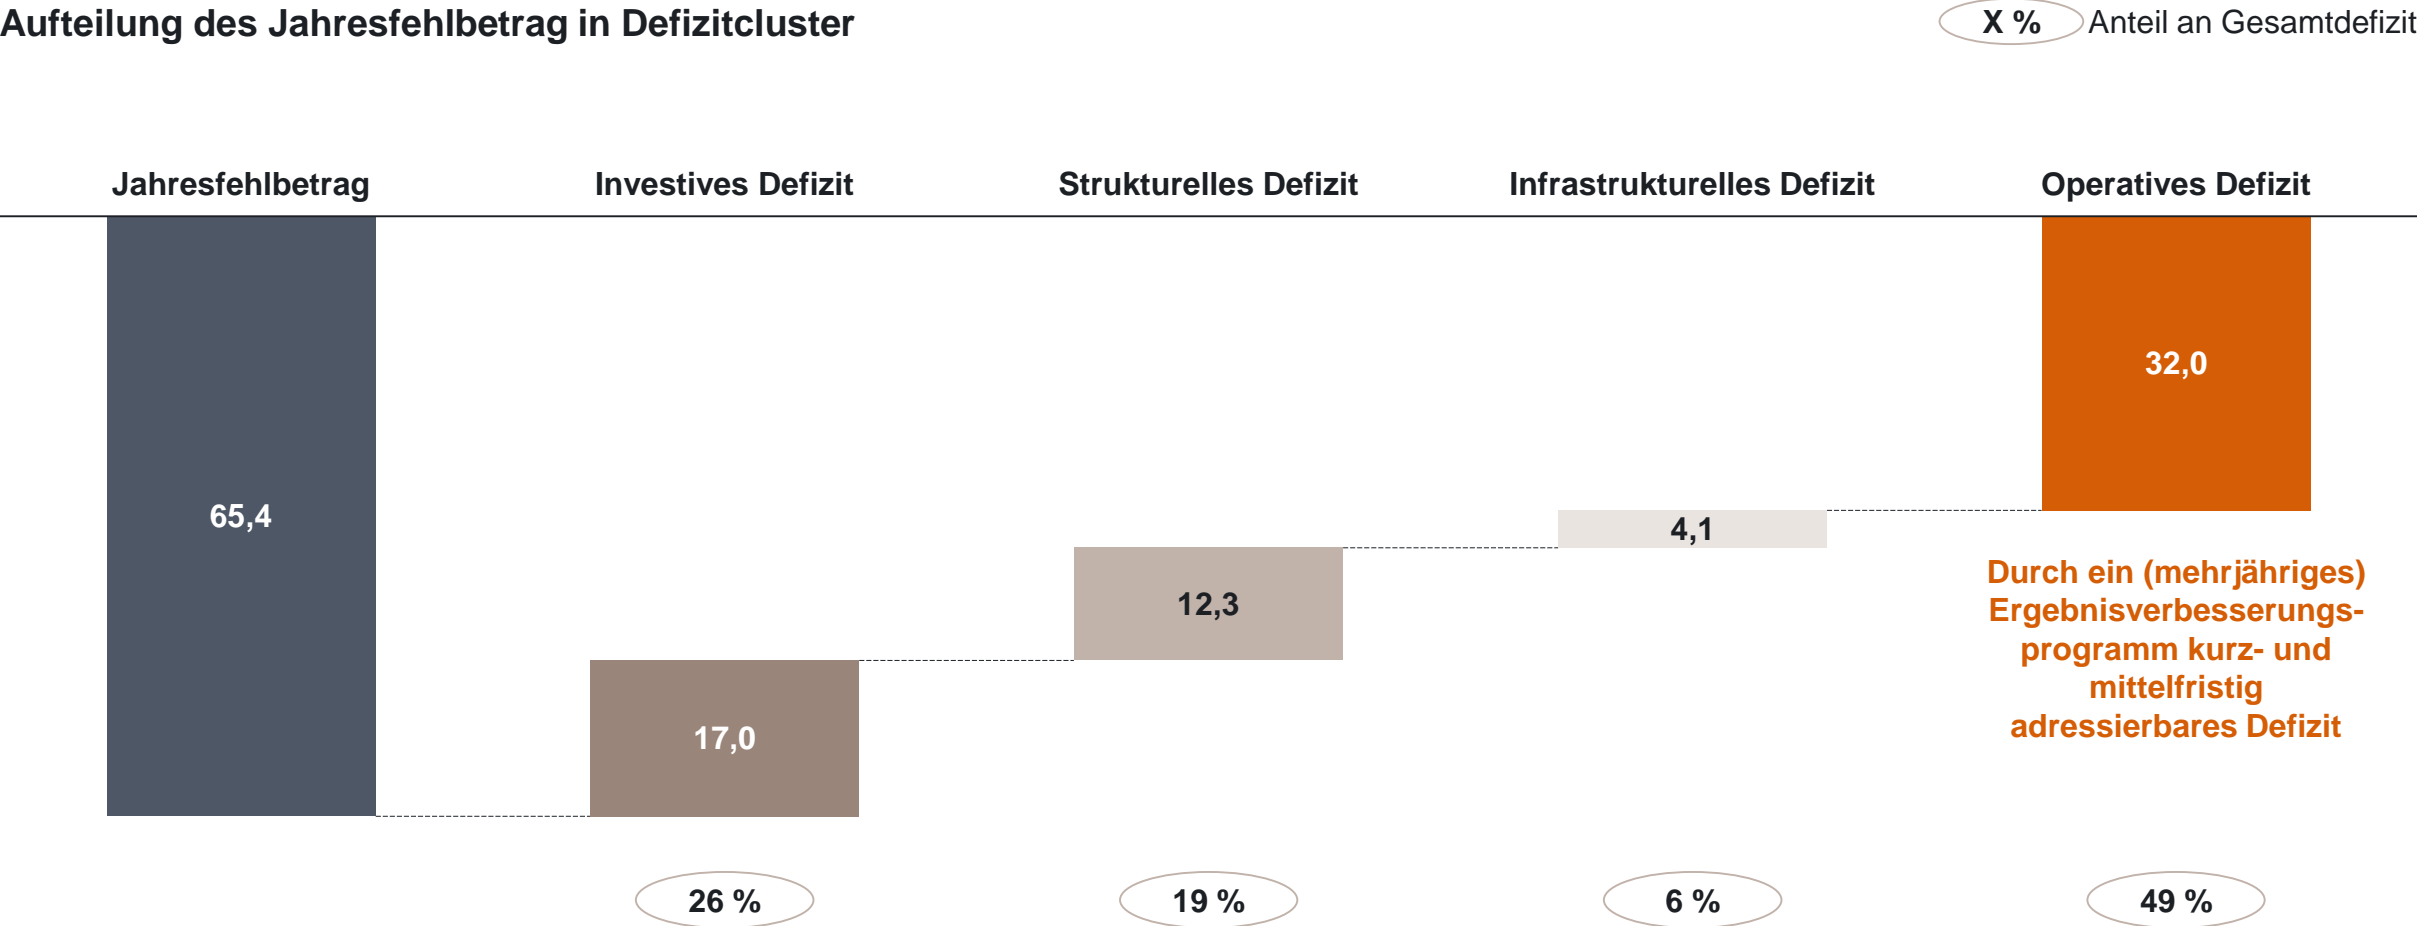 Aufteilung des Jahresfehlbetrag in Defizitcluster
X % Anteil an Gesamtdefizit
Jahresfehlbetrag
Investives Defizit
Strukturelles Defizit
Infrastrukturelles Defizit
Operatives Defizit
65,4
17,0
12,3
4,1
32,0
Durch ein (mehrjähriges)
Ergebnisverbesserungs-
programm kurz- und
mittelfristig
adressierbares Defizit
26 %
19 %
6 %
49 %